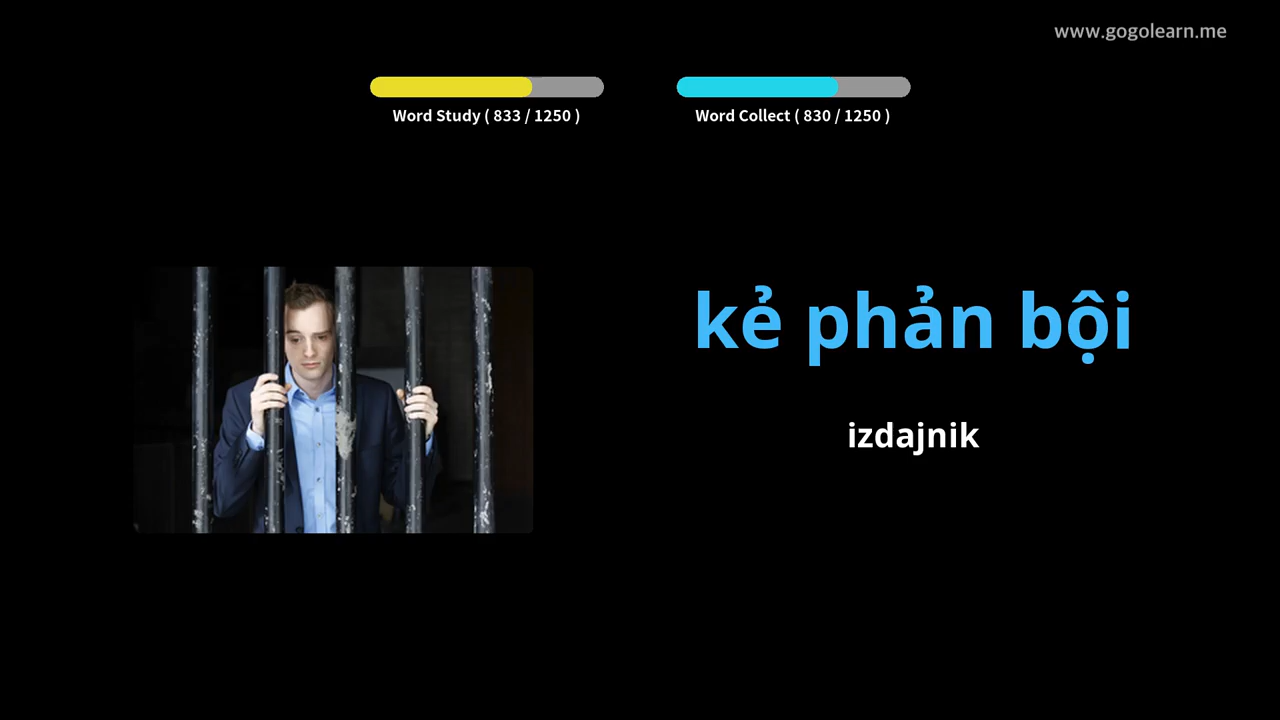 www.gogolearn.me
Word Study ( 833 / 1250 )
Word Collect ( 830 / 1250 )
kẻ phản bội
izdajnik